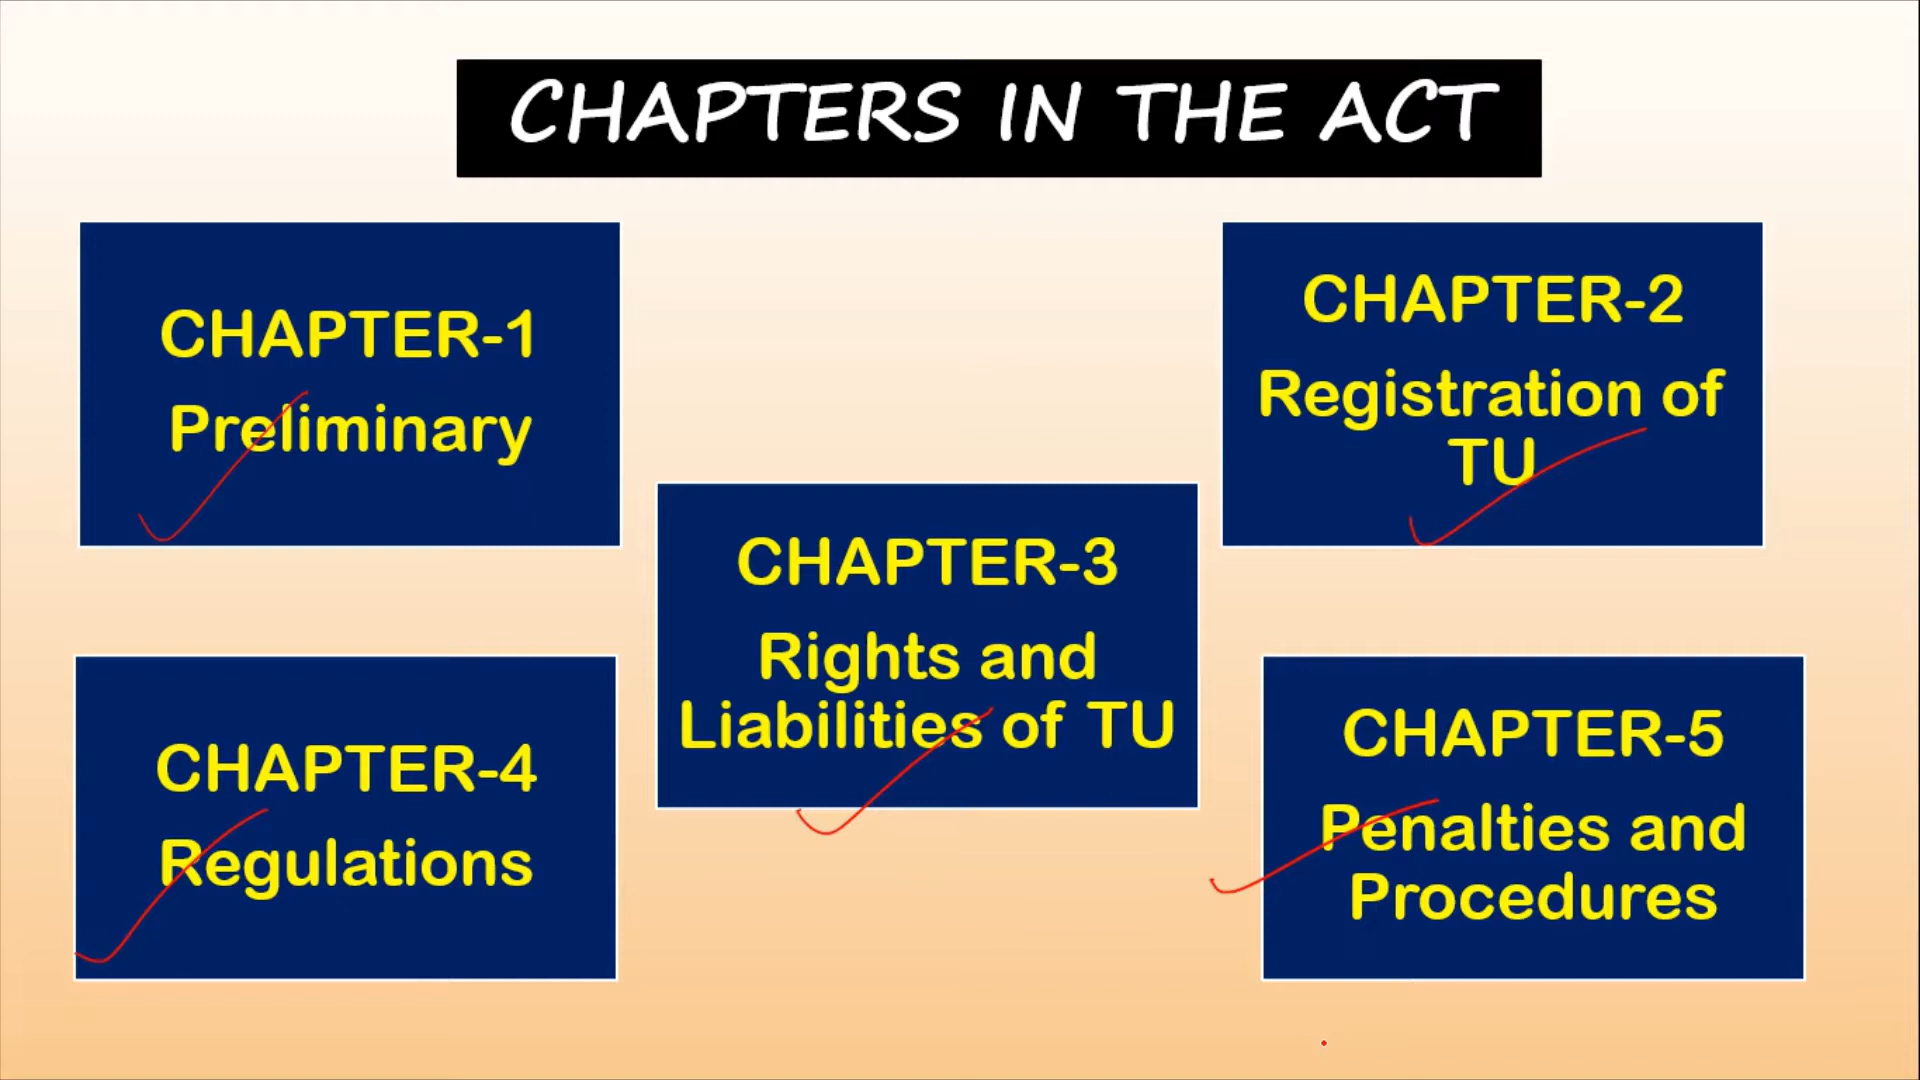 CHAPTERS IN THE ACT
CHAPTER-1
Preliminary
CHAPTER-2
Registration of
TU
CHAPTER-3
Rights and
Liabilities of TU
CHAPTER-4
Regulations
CHAPTER-5
Penalties and
Procedures